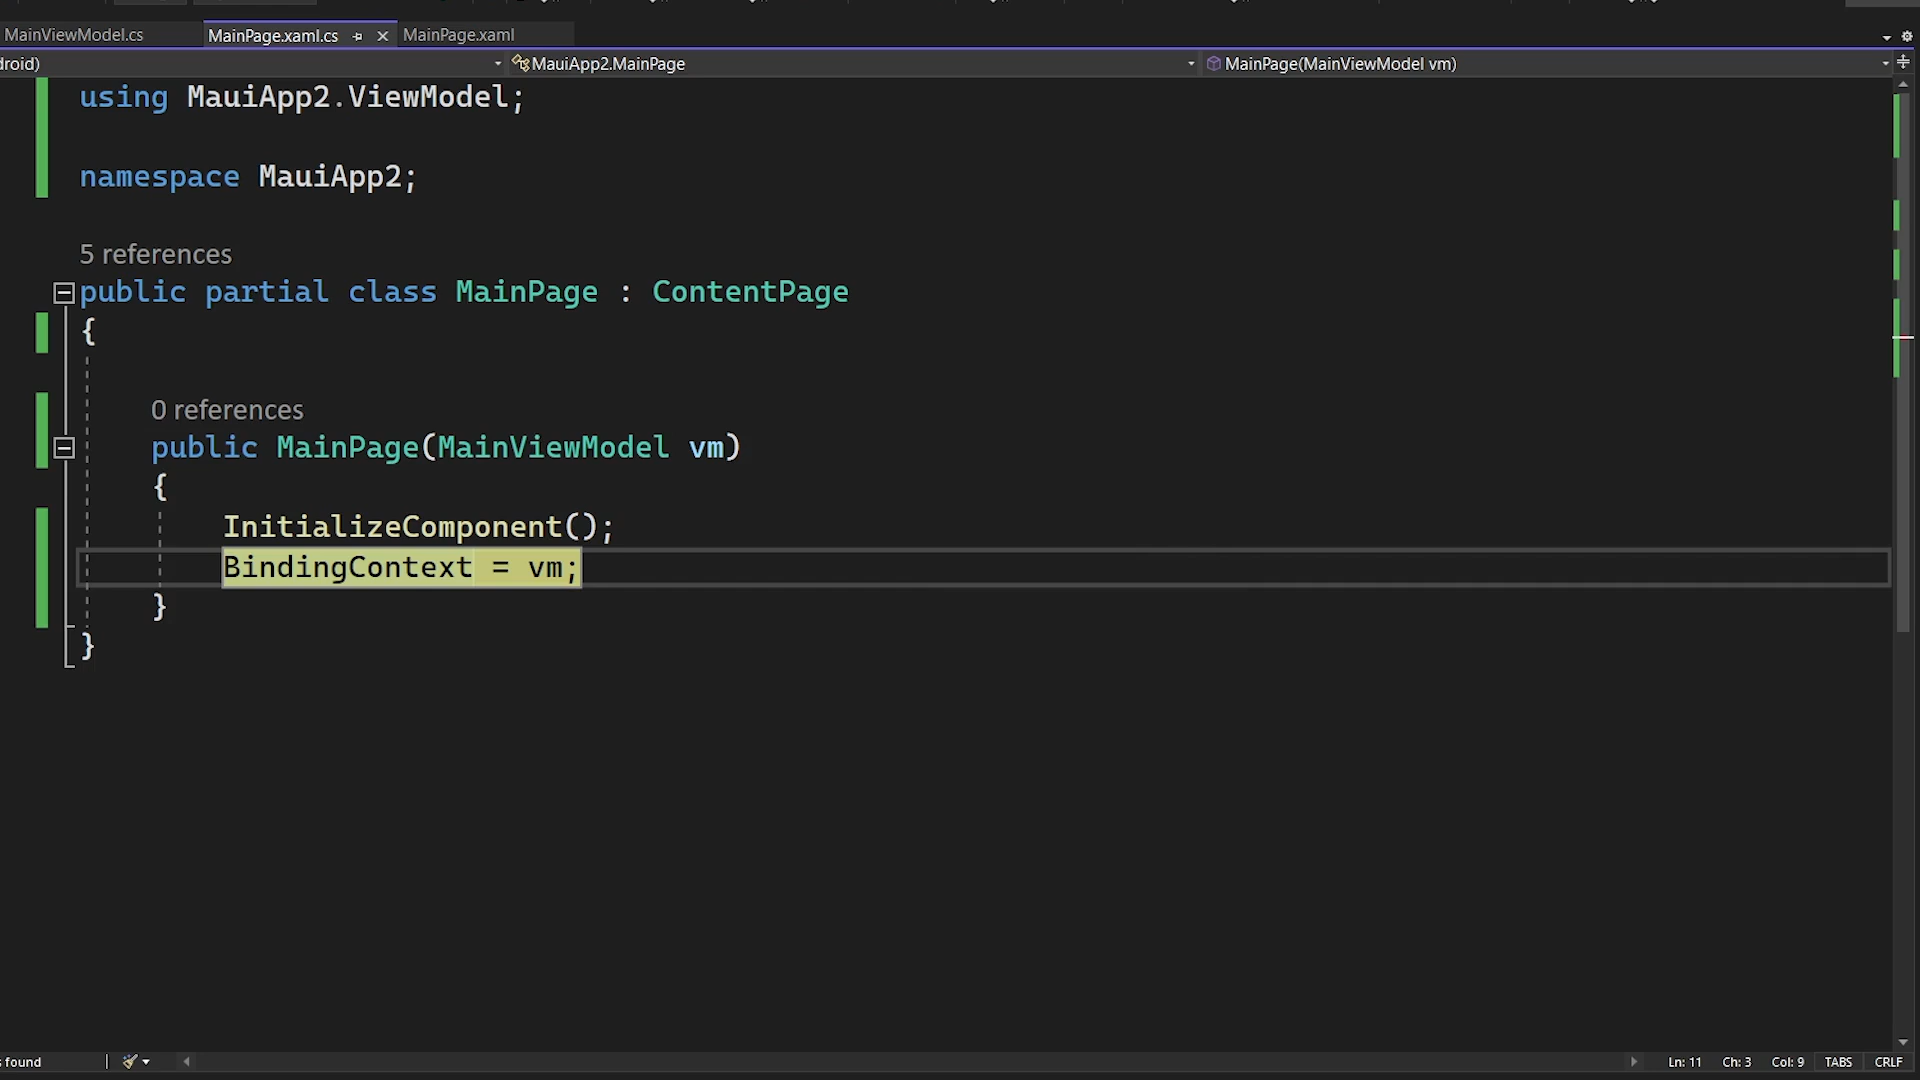 MainViewModel.cs MainPage.xaml.cs MainPage.xaml
droid) MauiApp2.MainPage MainPage(MainViewModel vm)
using MauiApp2.ViewModel;
namespace MauiApp2;
5 references
public partial class MainPage : ContentPage
{
0 references
public MainPage(MainViewModel vm)
{
InitializeComponent();
BindingContext = vm;
}
}
found Ln: 11 Ch: 3 Col: 9 TABS CRLF